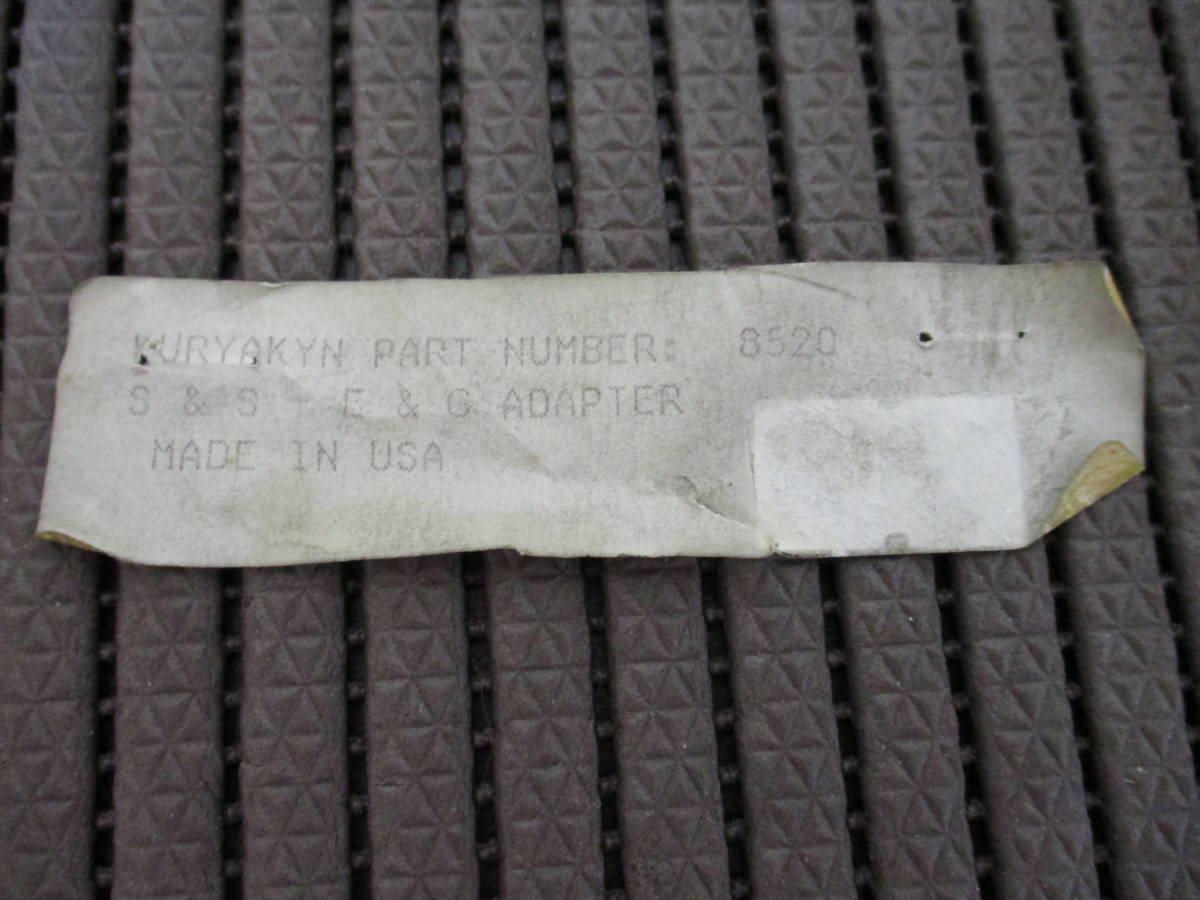 KURYAKYN PART NUMBER: 8520
S & S - E & G ADAPTER
MADE IN USA